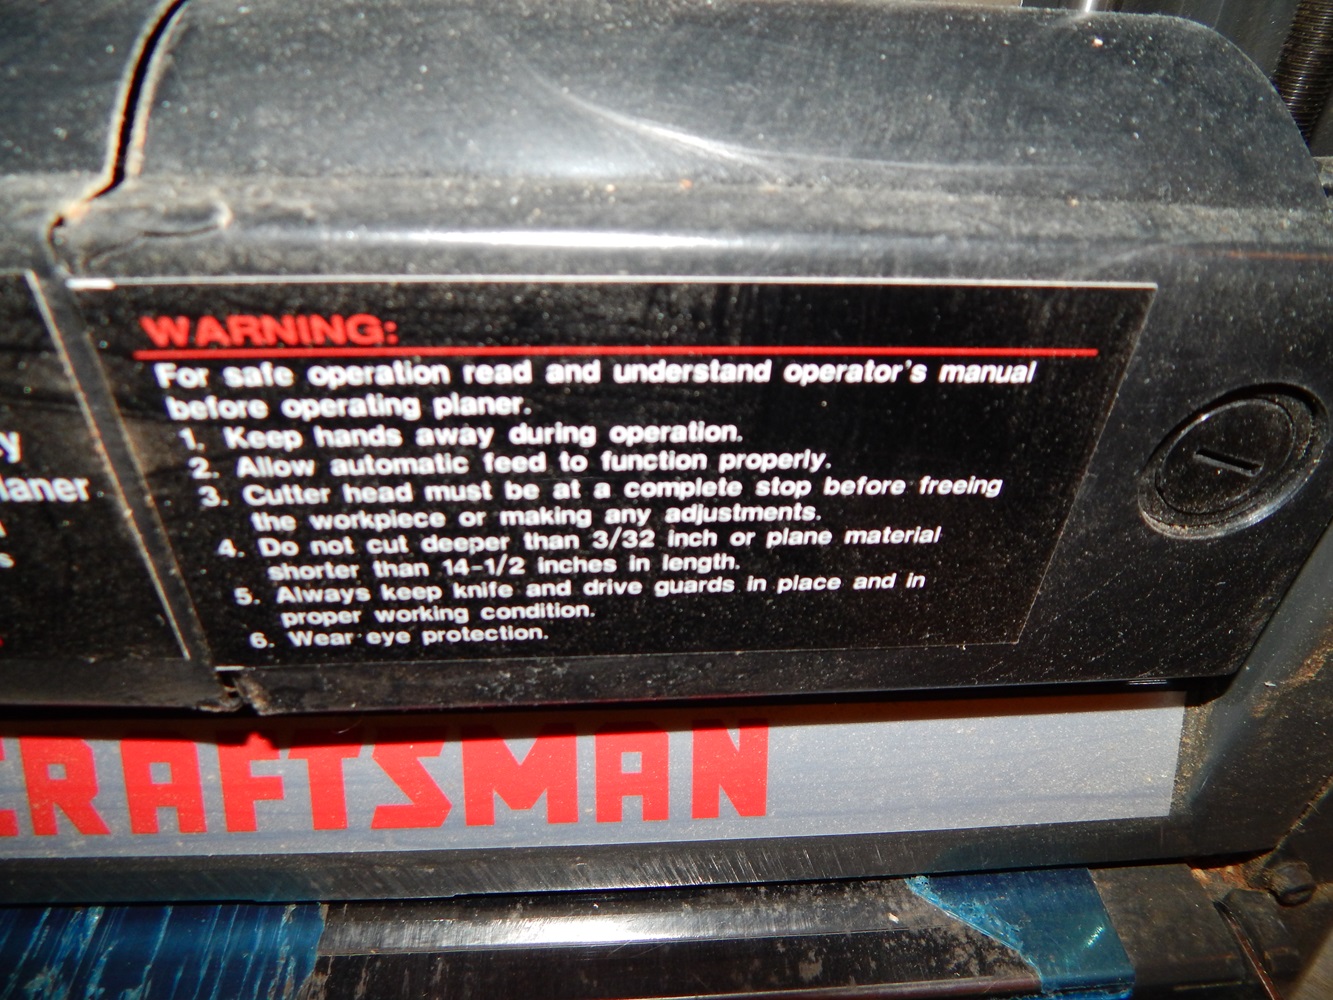 WARNING:
For safe operation read and understand operator's manual
before operating planer.
1. Keep hands away during operation.
2. Allow automatic feed to function properly.
3. Cutter head must be at a complete stop before freeing
the workpiece or making any adjustments.
4. Do not cut deeper than 3/32 inch or plane material
shorter than 14-1/2 inches in length.
5. Always keep knife and drive guards in place and in
proper working condition.
6. Wear eye protection.
CRAFTSMAN